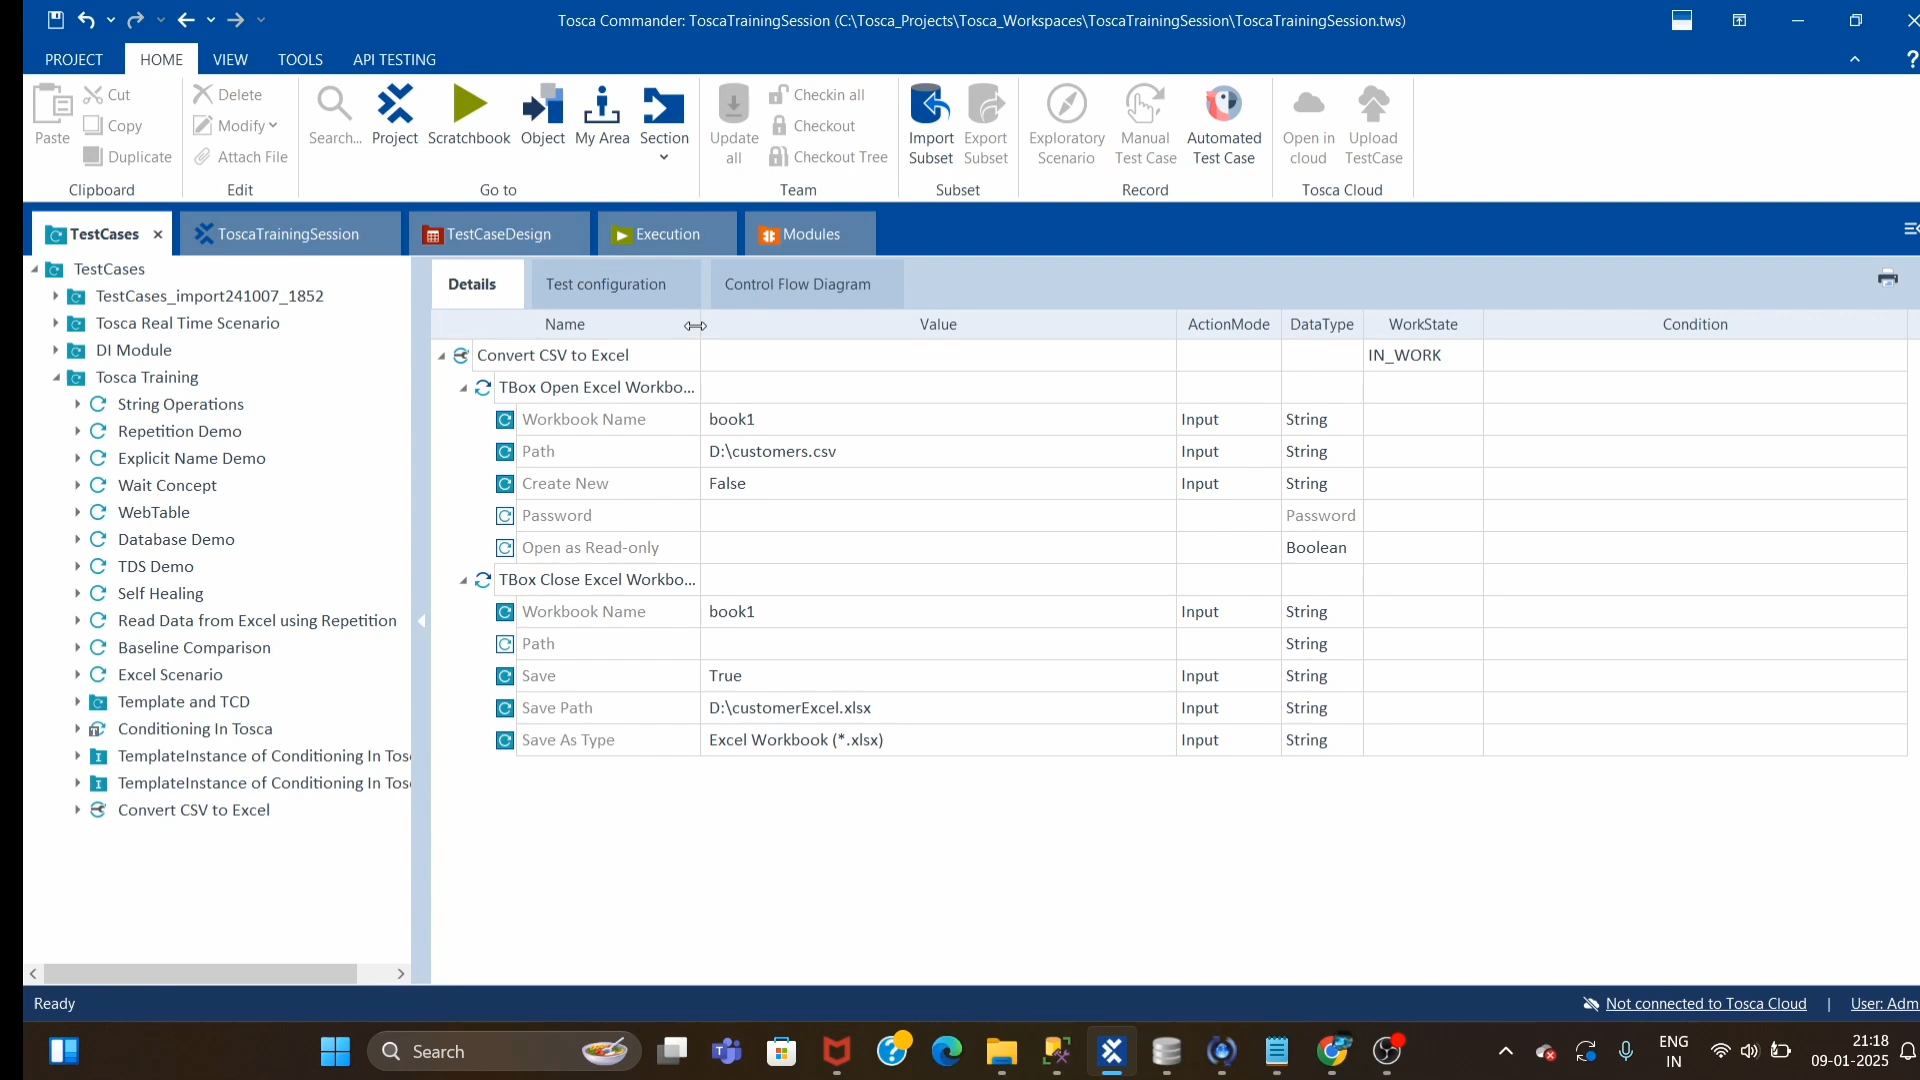 Tosca Commander: ToscaTrainingSession (C:\Tosca_Projects\Tosca_Workspaces\ToscaTrainingSession\ToscaTrainingSession.tws)
PROJECT HOME VIEW TOOLS API TESTING ?
Paste Cut Copy Duplicate
Clipboard
Delete Modify Attach File
Edit
Search... Project Scratchbook Object My Area Section
Go to
Update all Checkin all Checkout Checkout Tree
Team
Import Subset Export Subset
Subset
Exploratory Scenario Manual Test Case Automated Test Case
Record
Open in cloud Upload TestCase
Tosca Cloud
TestCases × ToscaTrainingSession TestCaseDesign Execution Modules
TestCases
TestCases_import241007_1852
Tosca Real Time Scenario
DI Module
Tosca Training
String Operations
Repetition Demo
Explicit Name Demo
Wait Concept
WebTable
Database Demo
TDS Demo
Self Healing
Read Data from Excel using Repetition
Baseline Comparison
Excel Scenario
Template and TCD
Conditioning In Tosca
TemplateInstance of Conditioning In Tos
TemplateInstance of Conditioning In Tos
Convert CSV to Excel
Details Test configuration Control Flow Diagram
Name Value ActionMode DataType WorkState Condition
Convert CSV to Excel IN_WORK
TBox Open Excel Workbo...
Workbook Name book1 Input String
Path D:\customers.csv Input String
Create New False Input String
Password Password
Open as Read-only Boolean
TBox Close Excel Workbo...
Workbook Name book1 Input String
Path String
Save True Input String
Save Path D:\customerExcel.xlsx Input String
Save As Type Excel Workbook (*.xlsx) Input String
Ready Not connected to Tosca Cloud | User: Adm
Search ENG IN 21:18 09-01-2025